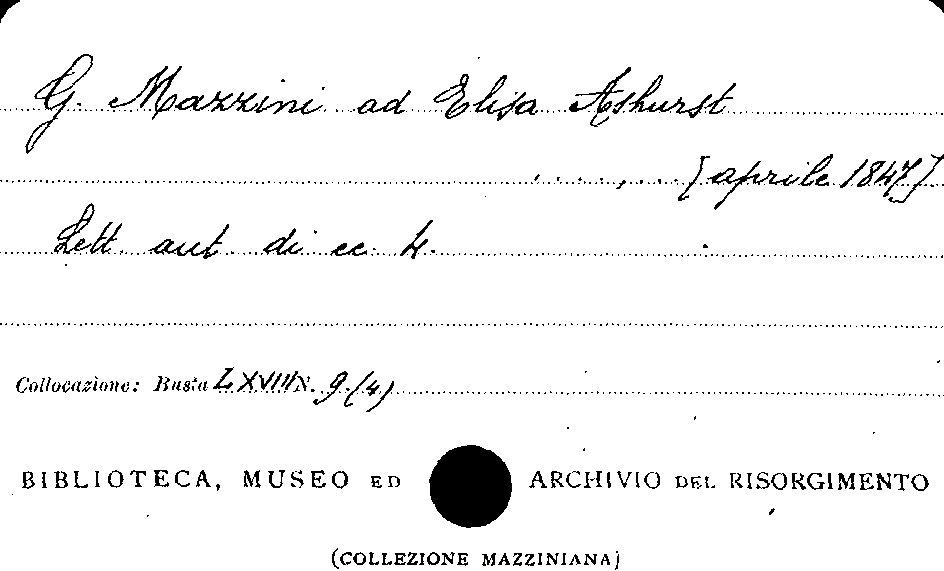 G. Mazzini ad Elisa Ashurst
. . . . , . . . [aprile 1847]
Lett. aut. di cc. 4.
Collocazione: Busta LXVIII N. 9.(4)
BIBLIOTECA, MUSEO ED ARCHIVIO DEL RISORGIMENTO
(COLLEZIONE MAZZINIANA)